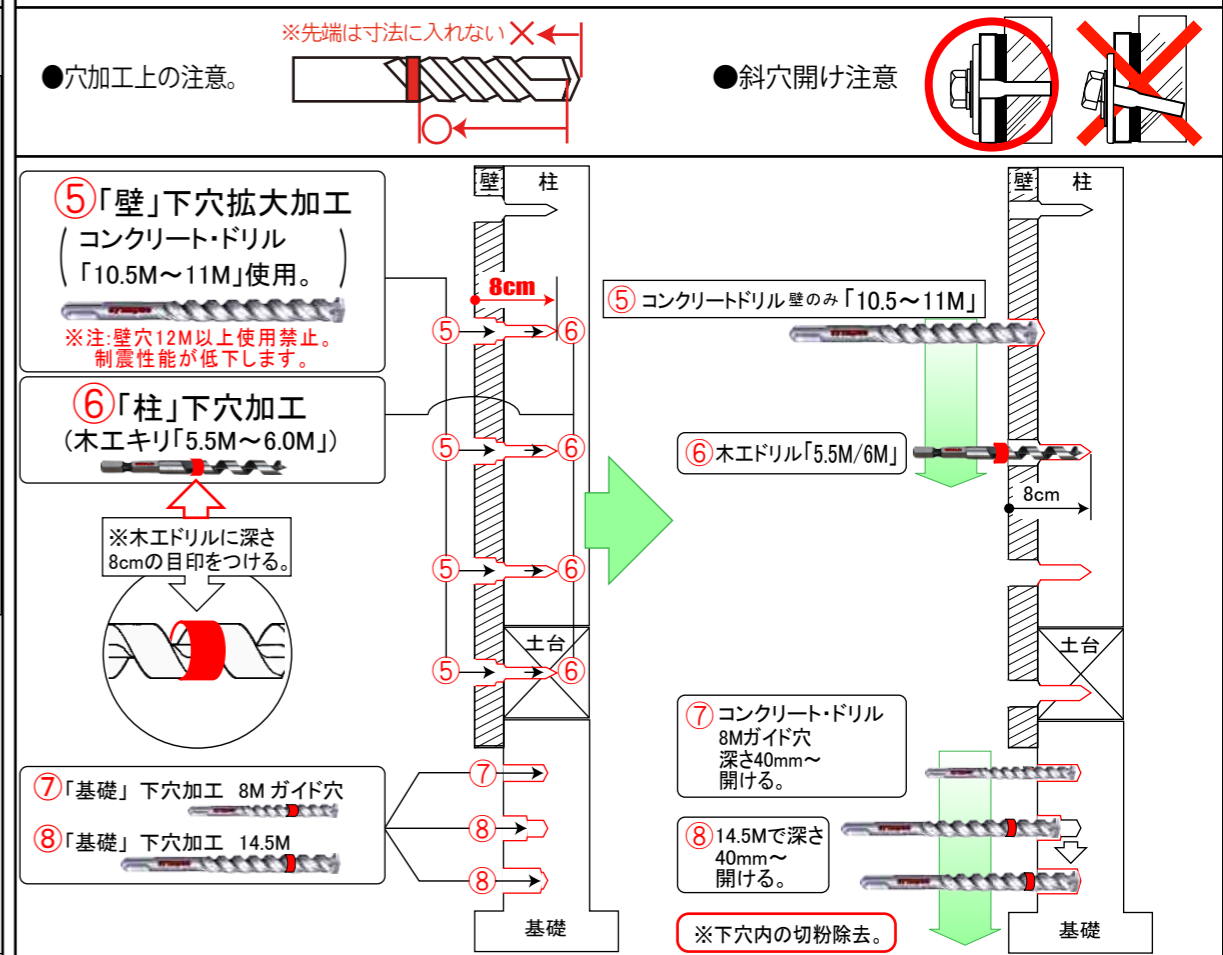 ※先端は寸法に入れない×
●穴加工上の注意。
●斜穴開け注意
⑤「壁」下穴拡大加工
(コンクリート・ドリル
「10.5M～11M」使用。)
※注:壁穴12M以上使用禁止。
制震性能が低下します。
⑥「柱」下穴加工
(木工キリ「5.5M～6.0M」)
※木工ドリルに深さ
8cmの目印をつける。
⑦「基礎」下穴加工 8Mガイド穴
⑧「基礎」下穴加工 14.5M
壁 柱
8cm
⑤ ⑥
⑤ ⑥
⑤ ⑥
土台
⑤ ⑥
⑦
⑧
⑧
基礎
壁 柱
⑤ コンクリートドリル 壁のみ「10.5～11M」
⑥ 木工ドリル「5.5M/6M」
8cm
土台
⑦ コンクリート・ドリル
8Mガイド穴
深さ40mm～
開ける。
⑧ 14.5Mで深さ
40mm～
開ける。
※下穴内の切粉除去。
基礎